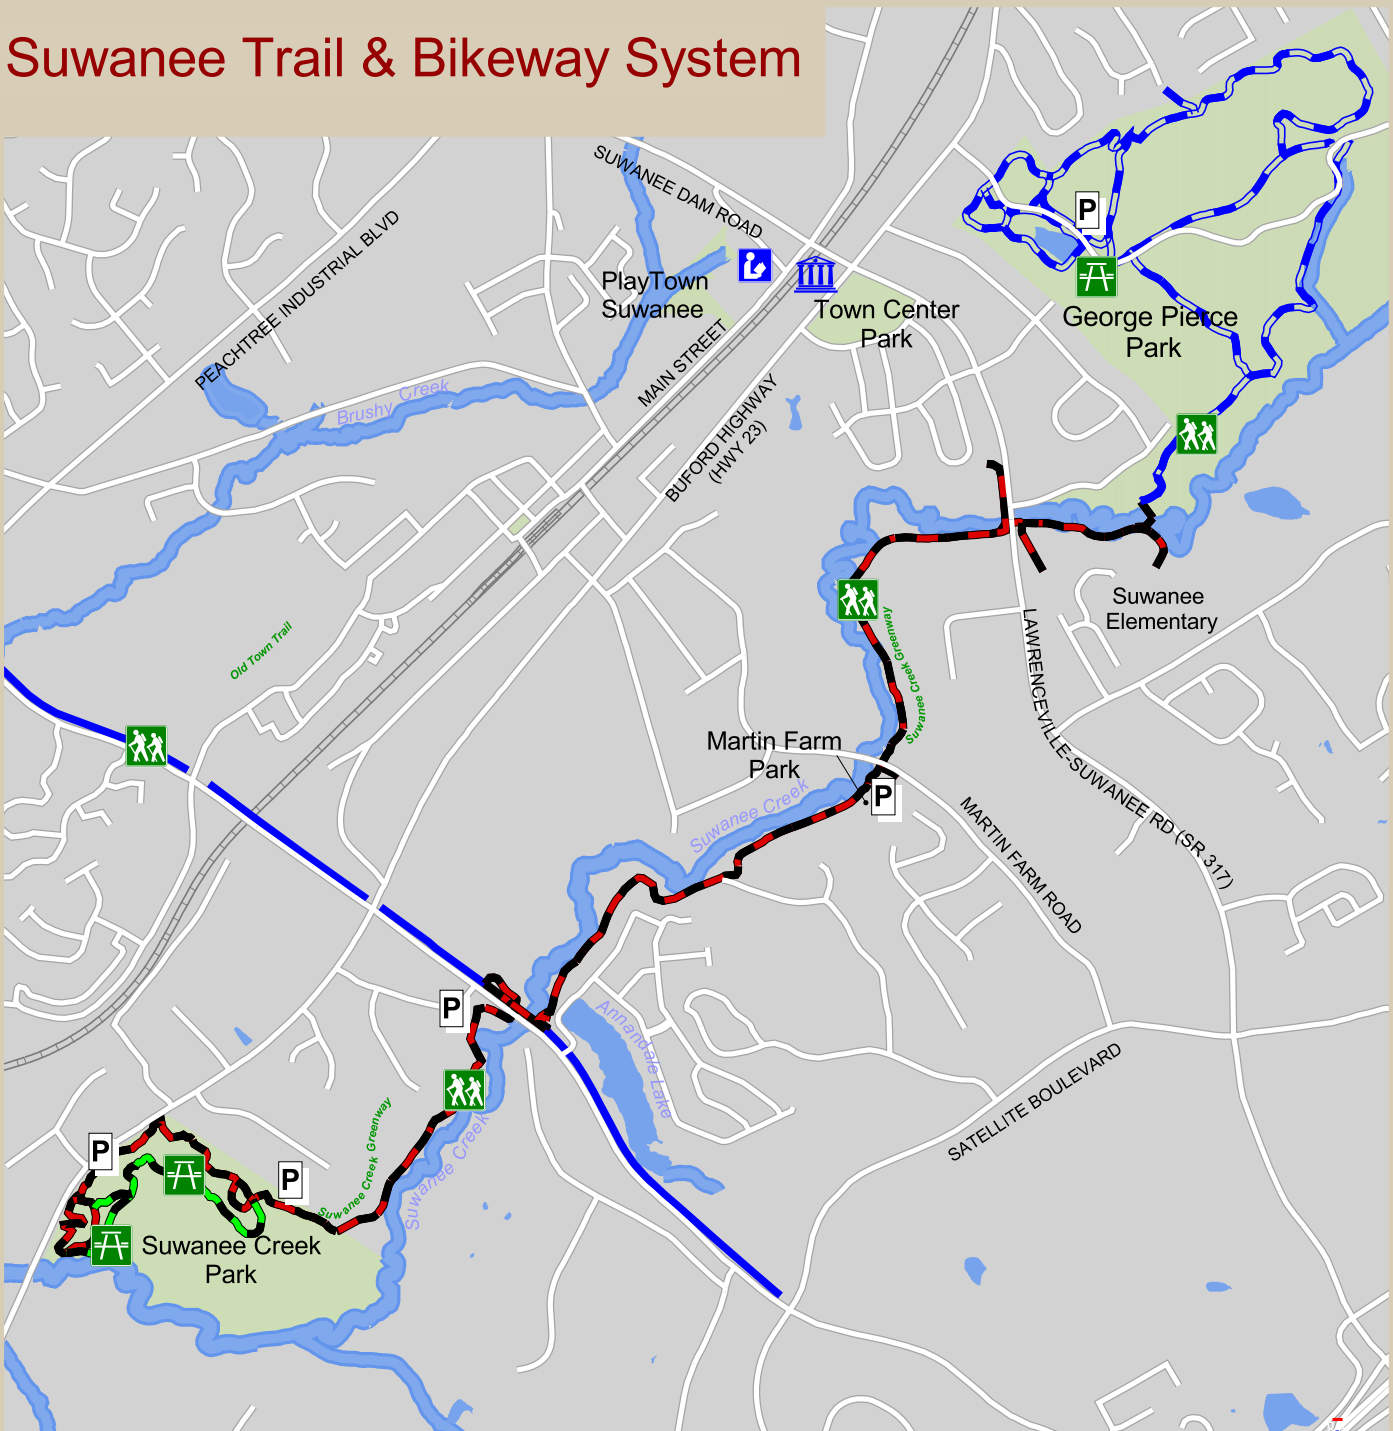 Suwanee Trail & Bikeway System
SUWANEE DAM ROAD
PEACHTREE INDUSTRIAL BLVD
P
PlayTown
Suwanee
Town Center
Park
George Pierce
Park
MAIN STREET
Brushy Creek
BUFORD HIGHWAY
(HWY 23)
Suwanee
Elementary
Old Town Trail
Suwanee Creek Greenway
LAWRENCEVILLE-SUWANEE RD (SR 317)
Martin Farm
Park
P
Suwanee Creek
MARTIN FARM ROAD
P
Annandale Lake
SATELLITE BOULEVARD
Suwanee Creek Greenway
Suwanee Creek
P
P
Suwanee Creek
Park